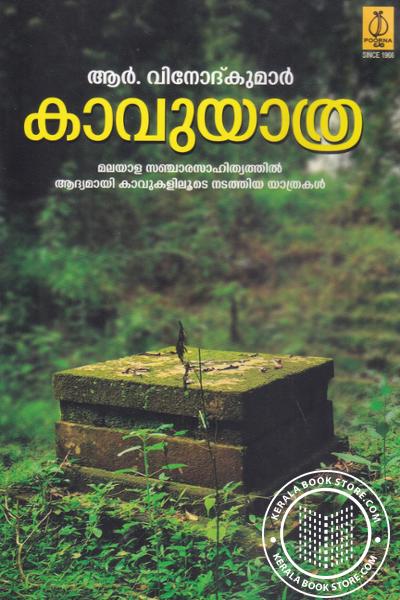 POORNA
SINCE 1966
ആർ. വിനോദ്കുമാർ
കാവുയാത്ര
മലയാള സഞ്ചാരസാഹിത്യത്തിൽ
ആദ്യമായി കാവുകളിലൂടെ നടത്തിയ യാത്രകൾ
KERALA BOOK STORE.COM
KERALA BOOK STORE.COM